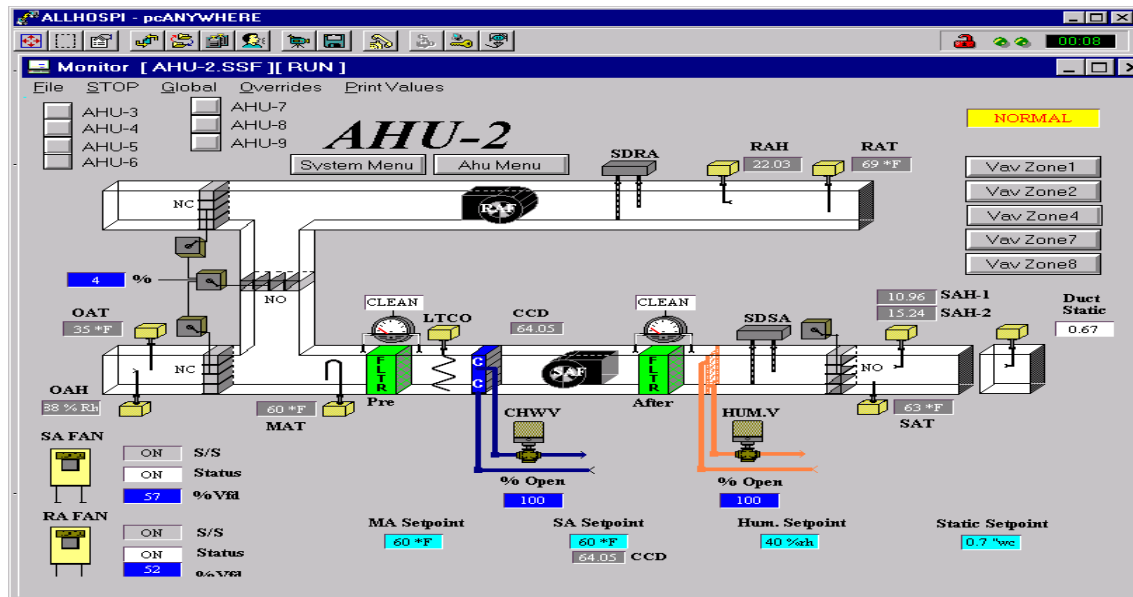 ALLHOSPI - pcANYWHERE
00:08
Monitor [ AHU-2.SSF ][ RUN ]
File STOP Global Overrides Print Values
AHU-3
AHU-4
AHU-5
AHU-6
AHU-7
AHU-8
AHU-9
AHU-2
NORMAL
System Menu
Ahu Menu
SDRA
RAH
22.03
RAT
69 *F
Vav Zone1
Vav Zone2
Vav Zone4
Vav Zone7
Vav Zone8
NC
RAF
4 %
NO
OAT
35 *F
CLEAN
LTCO
CCD
64.05
CLEAN
SDSA
10.96 SAH-1
15.24 SAH-2
Duct
Static
0.67
NC
FLTR
C
C
SAF
FLTR
NO
OAH
38 % Rh
60 *F
MAT
Pre
CHWV
After
HUM.V
63 *F
SAT
SA FAN
ON S/S
ON Status
57 %Vfd
% Open
100
% Open
100
RA FAN
ON S/S
ON Status
52 %Vfd
MA Setpoint
60 *F
SA Setpoint
60 *F
64.05 CCD
Hum. Setpoint
40 %rh
Static Setpoint
0.7 "wc